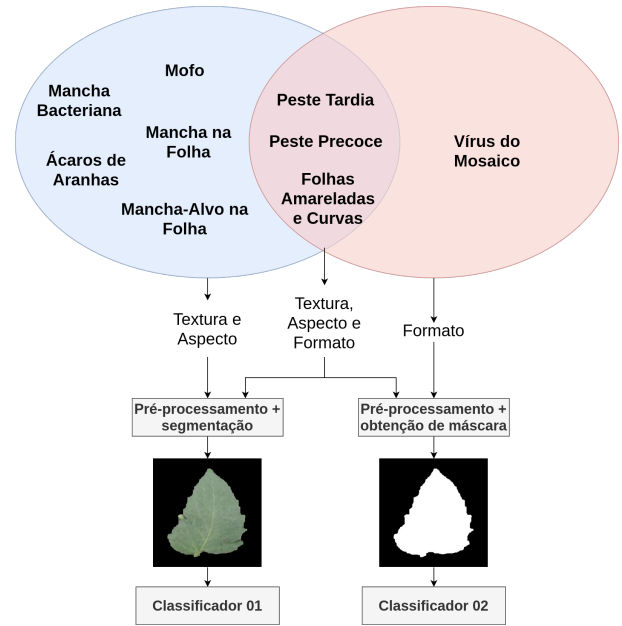 Mofo
Mancha
Bacteriana
Mancha na
Folha
Ácaros de
Aranhas
Mancha-Alvo na
Folha
Peste Tardia
Peste Precoce
Folhas
Amareladas
e Curvas
Vírus do
Mosaico
Textura e
Aspecto
Textura,
Aspecto e
Formato
Formato
Pré-processamento +
segmentação
Pré-processamento +
obtenção de máscara
Classificador 01
Classificador 02